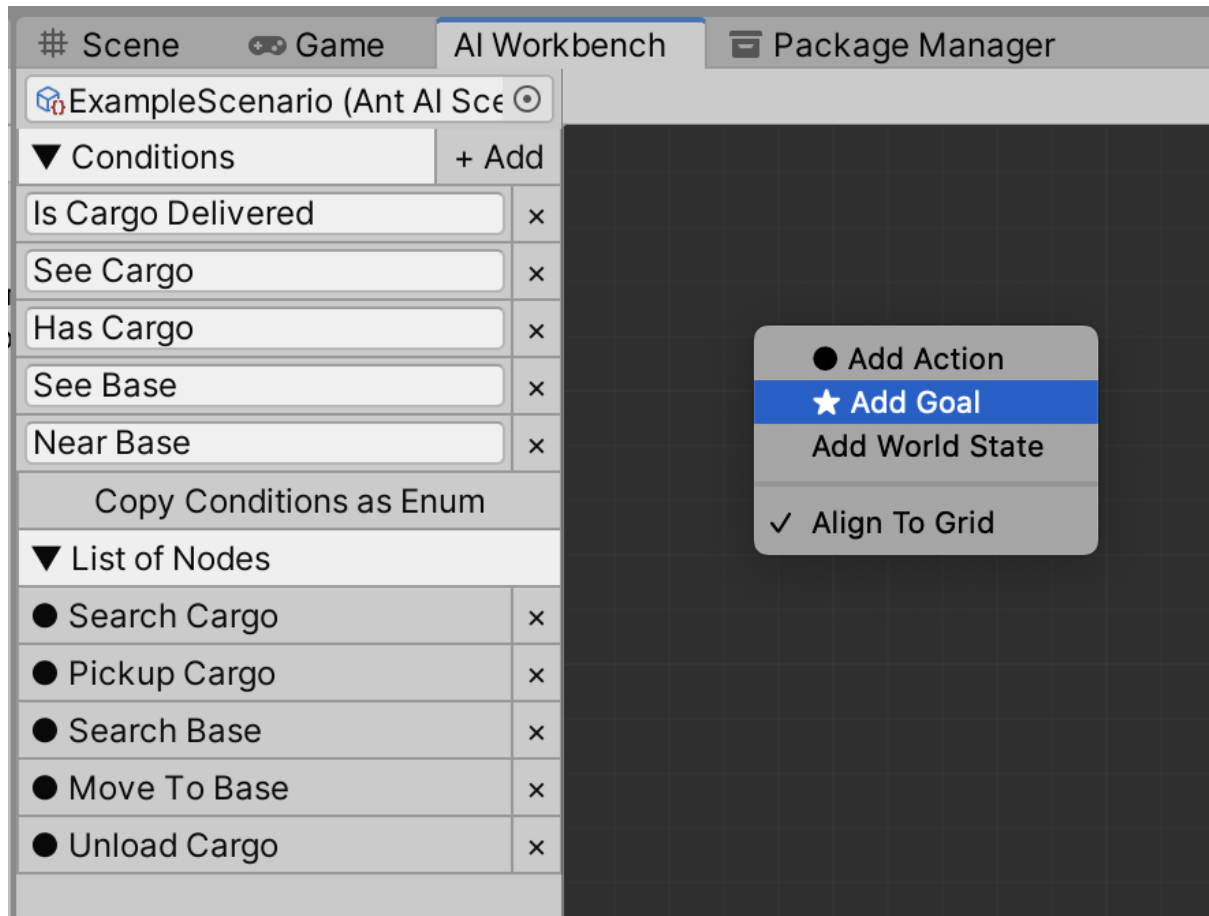 Scene Game AI Workbench Package Manager
ExampleScenario (Ant AI Sce
Conditions + Add
Is Cargo Delivered ×
See Cargo ×
Has Cargo ×
See Base ×
Near Base ×
Copy Conditions as Enum
List of Nodes
Search Cargo ×
Pickup Cargo ×
Search Base ×
Move To Base ×
Unload Cargo ×
Add Action
Add Goal
Add World State
✓ Align To Grid